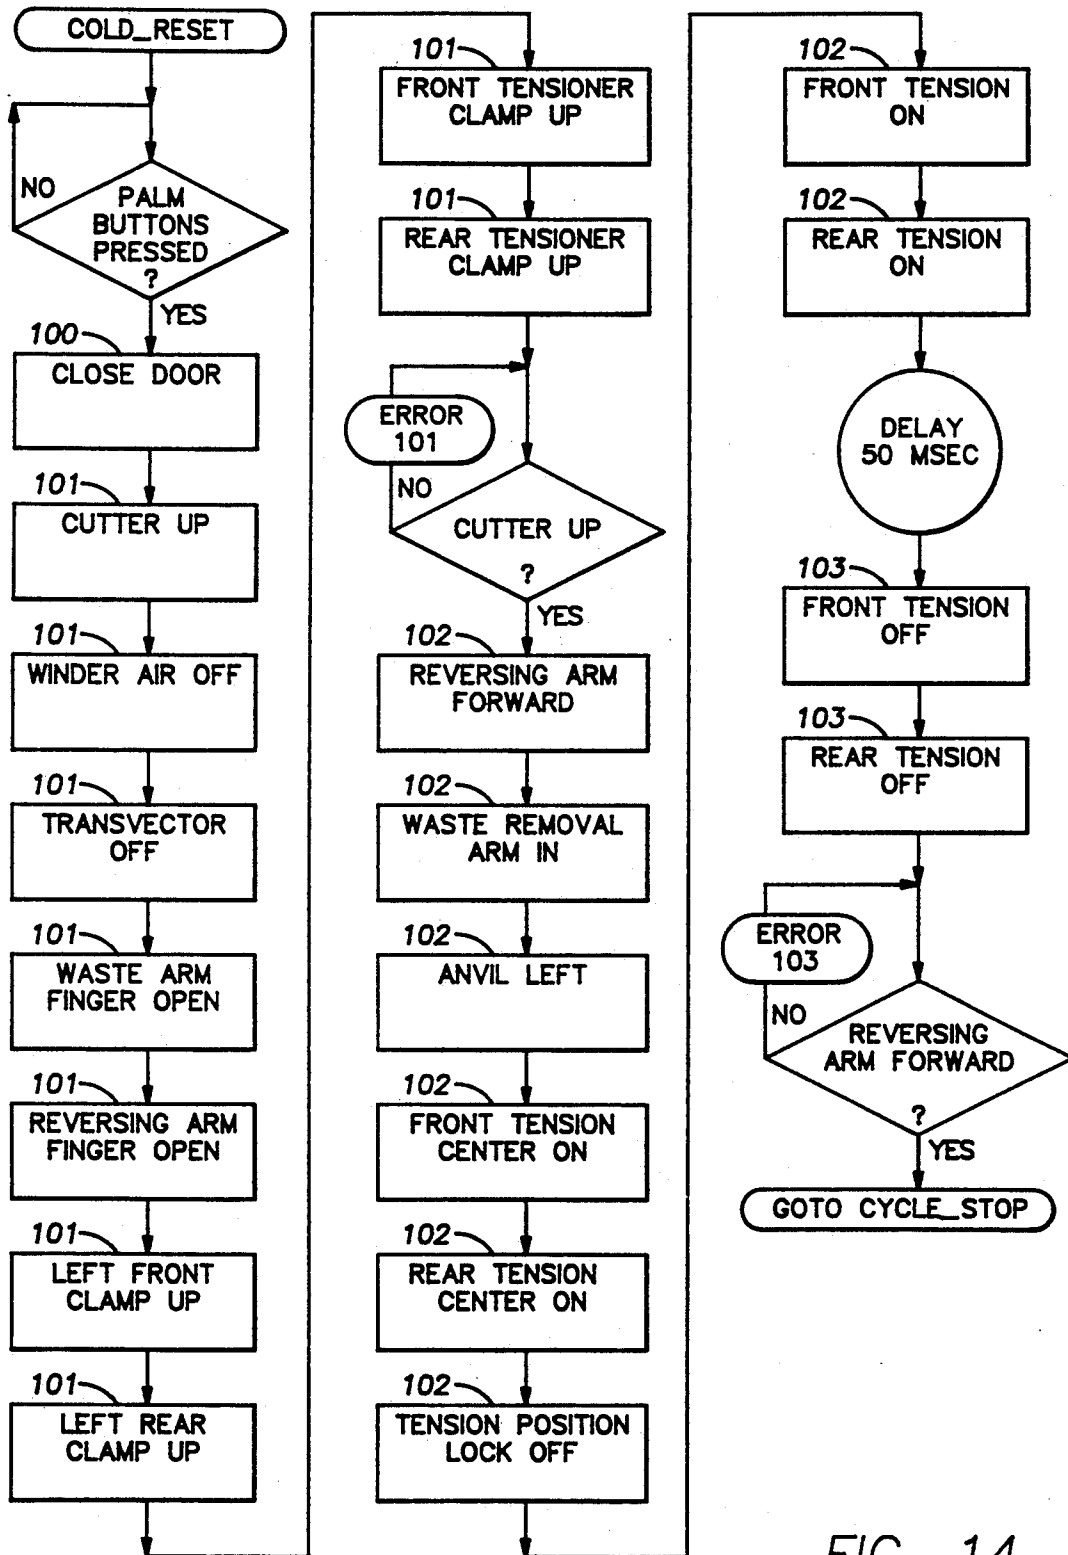 COLD_RESET
NO
PALM
BUTTONS
PRESSED
?
YES
100
CLOSE DOOR
101
CUTTER UP
101
WINDER AIR OFF
101
TRANSVECTOR
OFF
101
WASTE ARM
FINGER OPEN
101
REVERSING ARM
FINGER OPEN
101
LEFT FRONT
CLAMP UP
101
LEFT REAR
CLAMP UP
101
FRONT TENSIONER
CLAMP UP
101
REAR TENSIONER
CLAMP UP
ERROR
101
NO
CUTTER UP
?
YES
102
REVERSING ARM
FORWARD
102
WASTE REMOVAL
ARM IN
102
ANVIL LEFT
102
FRONT TENSION
CENTER ON
102
REAR TENSION
CENTER ON
102
TENSION POSITION
LOCK OFF
102
FRONT TENSION
ON
102
REAR TENSION
ON
DELAY
50 MSEC
103
FRONT TENSION
OFF
103
REAR TENSION
OFF
ERROR
103
NO
REVERSING
ARM FORWARD
?
YES
GOTO CYCLE_STOP
FIG. 14